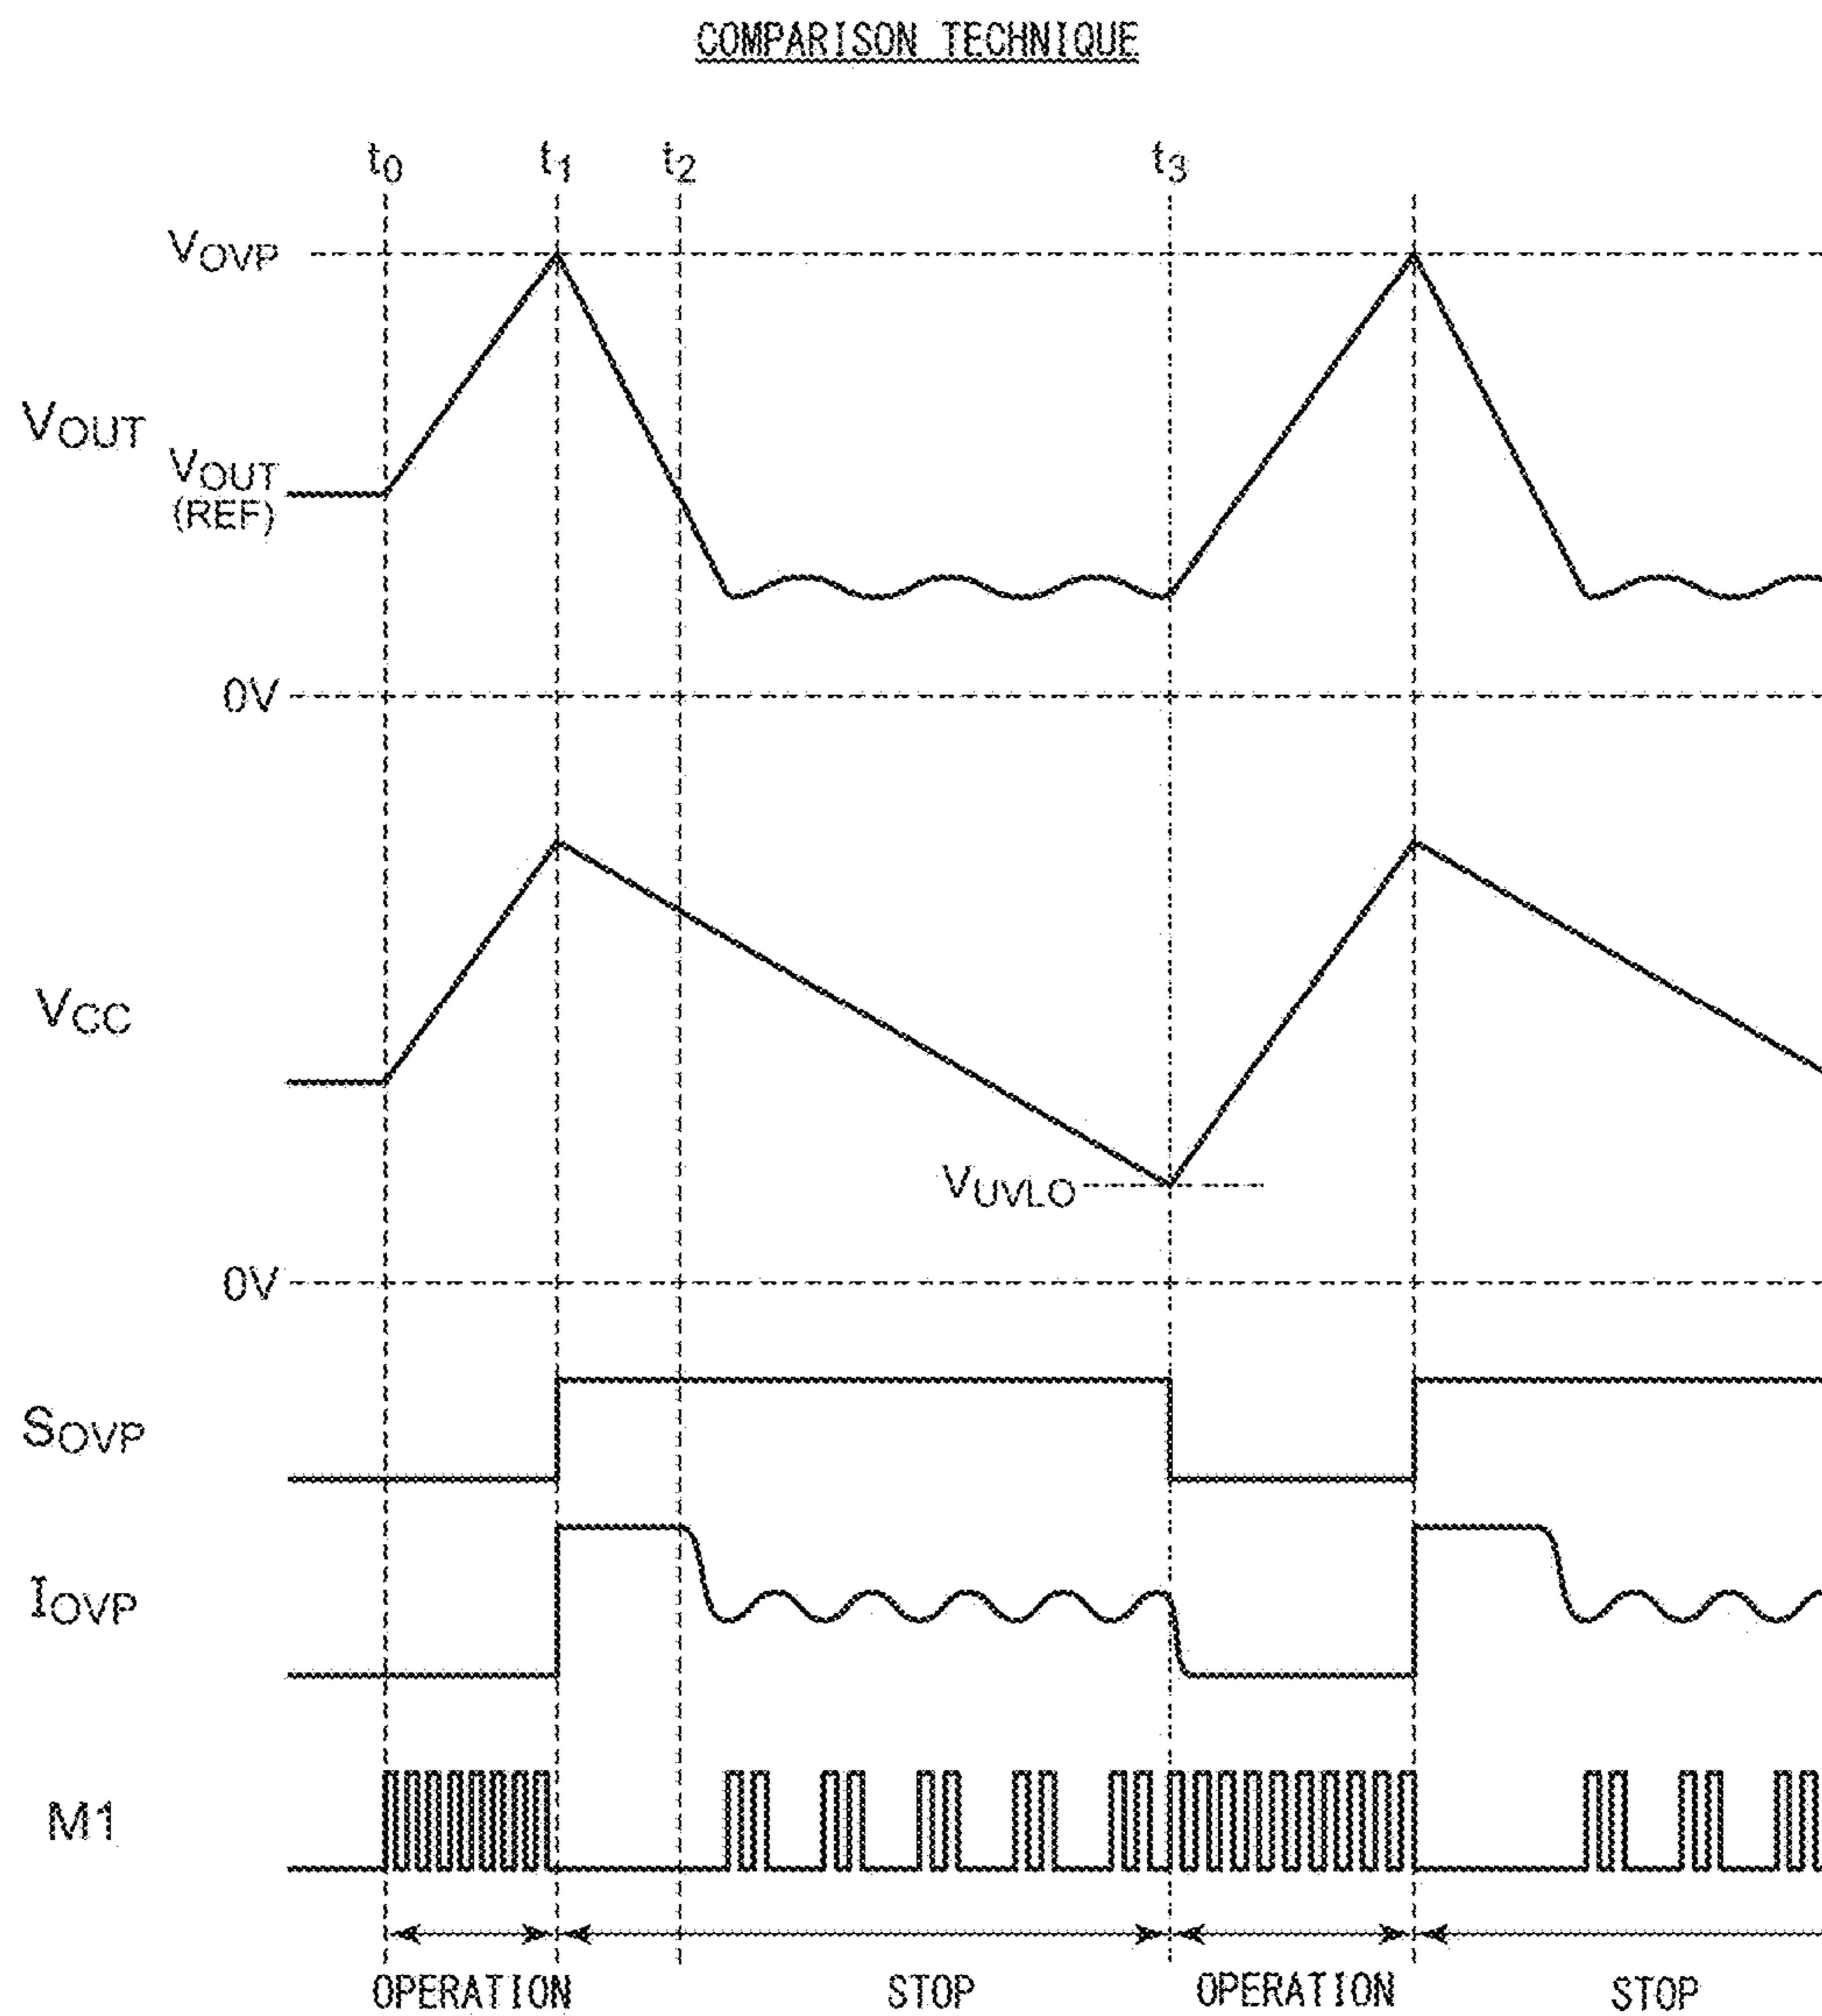 COMPARISON TECHNIQUE
t0 t1 t2 t3
VOVP
VOUT
VOUT
(REF)
0V
VCC
VUVLO
0V
SOVP
IOVP
M1
OPERATION STOP OPERATION STOP